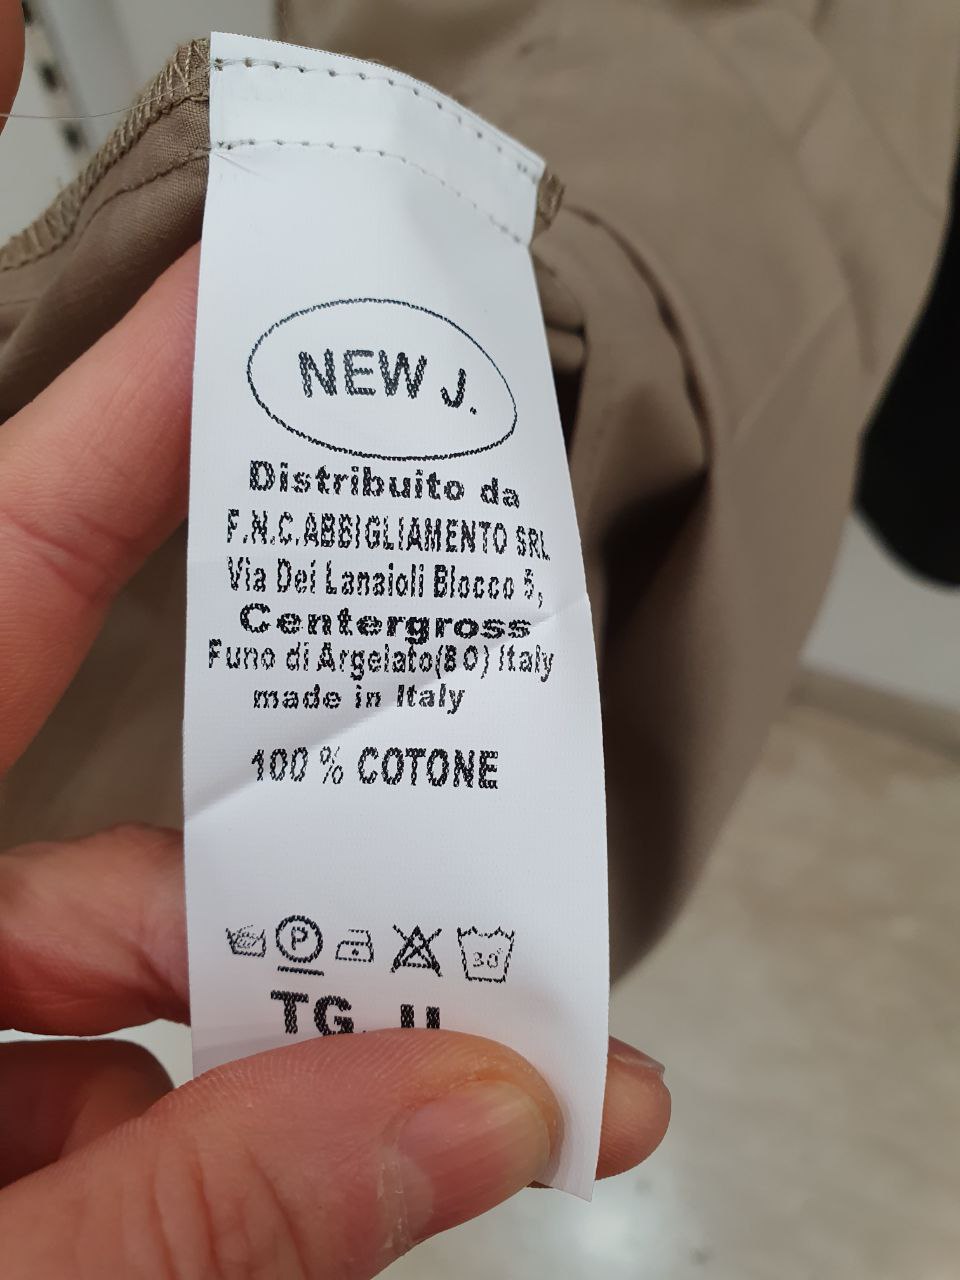 NEW J.
Distribuito da
F.N.C.ABBIGLIAMENTO SRL
Via Dei Lanaioli Blocco 5,
Centergross
Funo di Argelato(BO) Italy
made in Italy
100 % COTONE
P 30°
TG. U